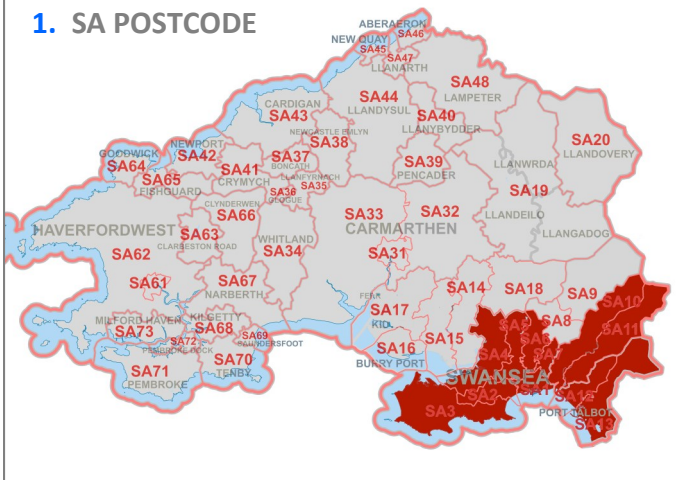 1. SA POSTCODE
ABERAERON
SA46
NEW QUAY
SA45
SA47
LLANARTH
SA48
LAMPETER
SA44
LLANDYSUL
CARDIGAN
SA43
SA40
LLANYBYDDER
NEWCASTLE EMLYN
SA38
SA20
LLANDOVERY
NEWPORT
SA42
GOODWICK
SA64
SA37
BONCATH
SA41
CRYMYCH
SA39
PENCADER
LLANWRDA
SA65
FISHGUARD
LLANFYRNACH
SA35
SA36
GLOGUE
SA19
CLYNDERWEN
SA66
SA33
CARMARTHEN
SA32
LLANDEILO
HAVERFORDWEST
SA63
CLARBESTON ROAD
WHITLAND
SA34
LLANGADOG
SA62
SA31
SA61
SA67
NARBERTH
SA14
SA18
SA9
SA10
SA17
KID
MILFORD HAVEN
SA73
KILGETTY
SA68
SA8
SA11
SA69
SAUNDERSFOOT
SA72
PEMBROKE DOCK
SA16
BURRY PORT
SA15
SA4
SA70
TENBY
SA71
PEMBROKE
SWANSEA
SA2
SA1
SA12
SA3
PORT TALBOT
SA13